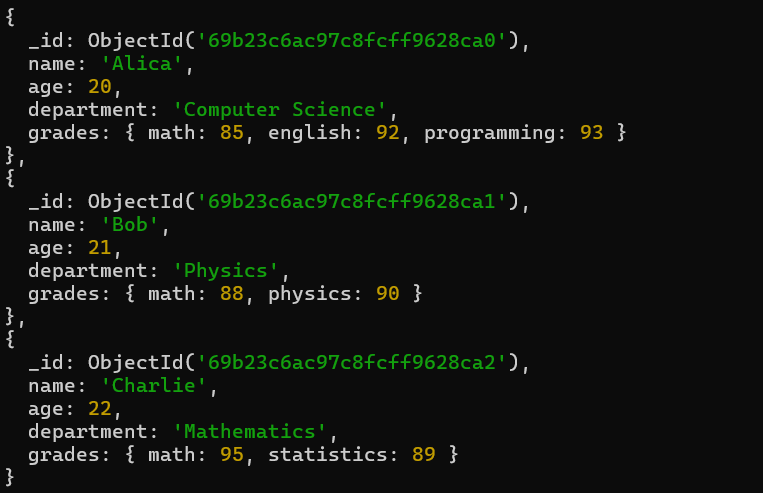 {
  _id: ObjectId('69b23c6ac97c8fcff9628ca0'),
  name: 'Alica',
  age: 20,
  department: 'Computer Science',
  grades: { math: 85, english: 92, programming: 93 }
},
{
  _id: ObjectId('69b23c6ac97c8fcff9628ca1'),
  name: 'Bob',
  age: 21,
  department: 'Physics',
  grades: { math: 88, physics: 90 }
},
{
  _id: ObjectId('69b23c6ac97c8fcff9628ca2'),
  name: 'Charlie',
  age: 22,
  department: 'Mathematics',
  grades: { math: 95, statistics: 89 }
}